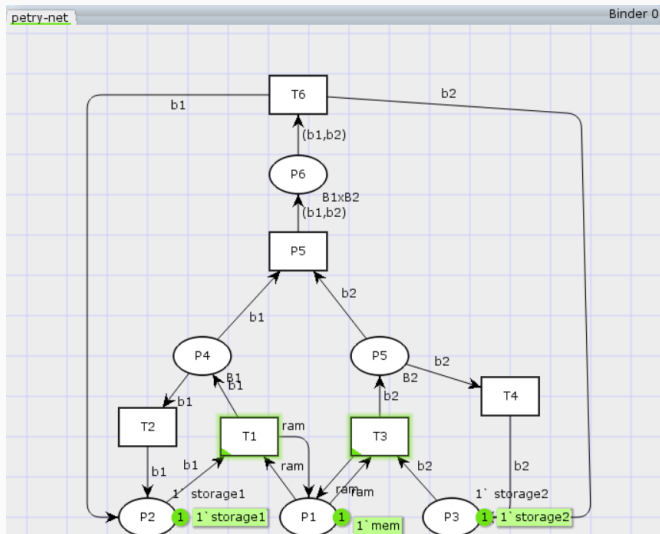 petry-net
Binder 0
T6
b1
b2
(b1,b2)
P6
B1xB2
(b1,b2)
P5
b1
b2
P4
P5
B1
b1
B2
b2
b1
b2
T4
T2
T1
ram
T3
b1
b1
ram
ram
ram
b2
b2
1`storage1
1`storage2
P2
1
1`storage1
P1
1
1`mem
P3
1
1`storage2